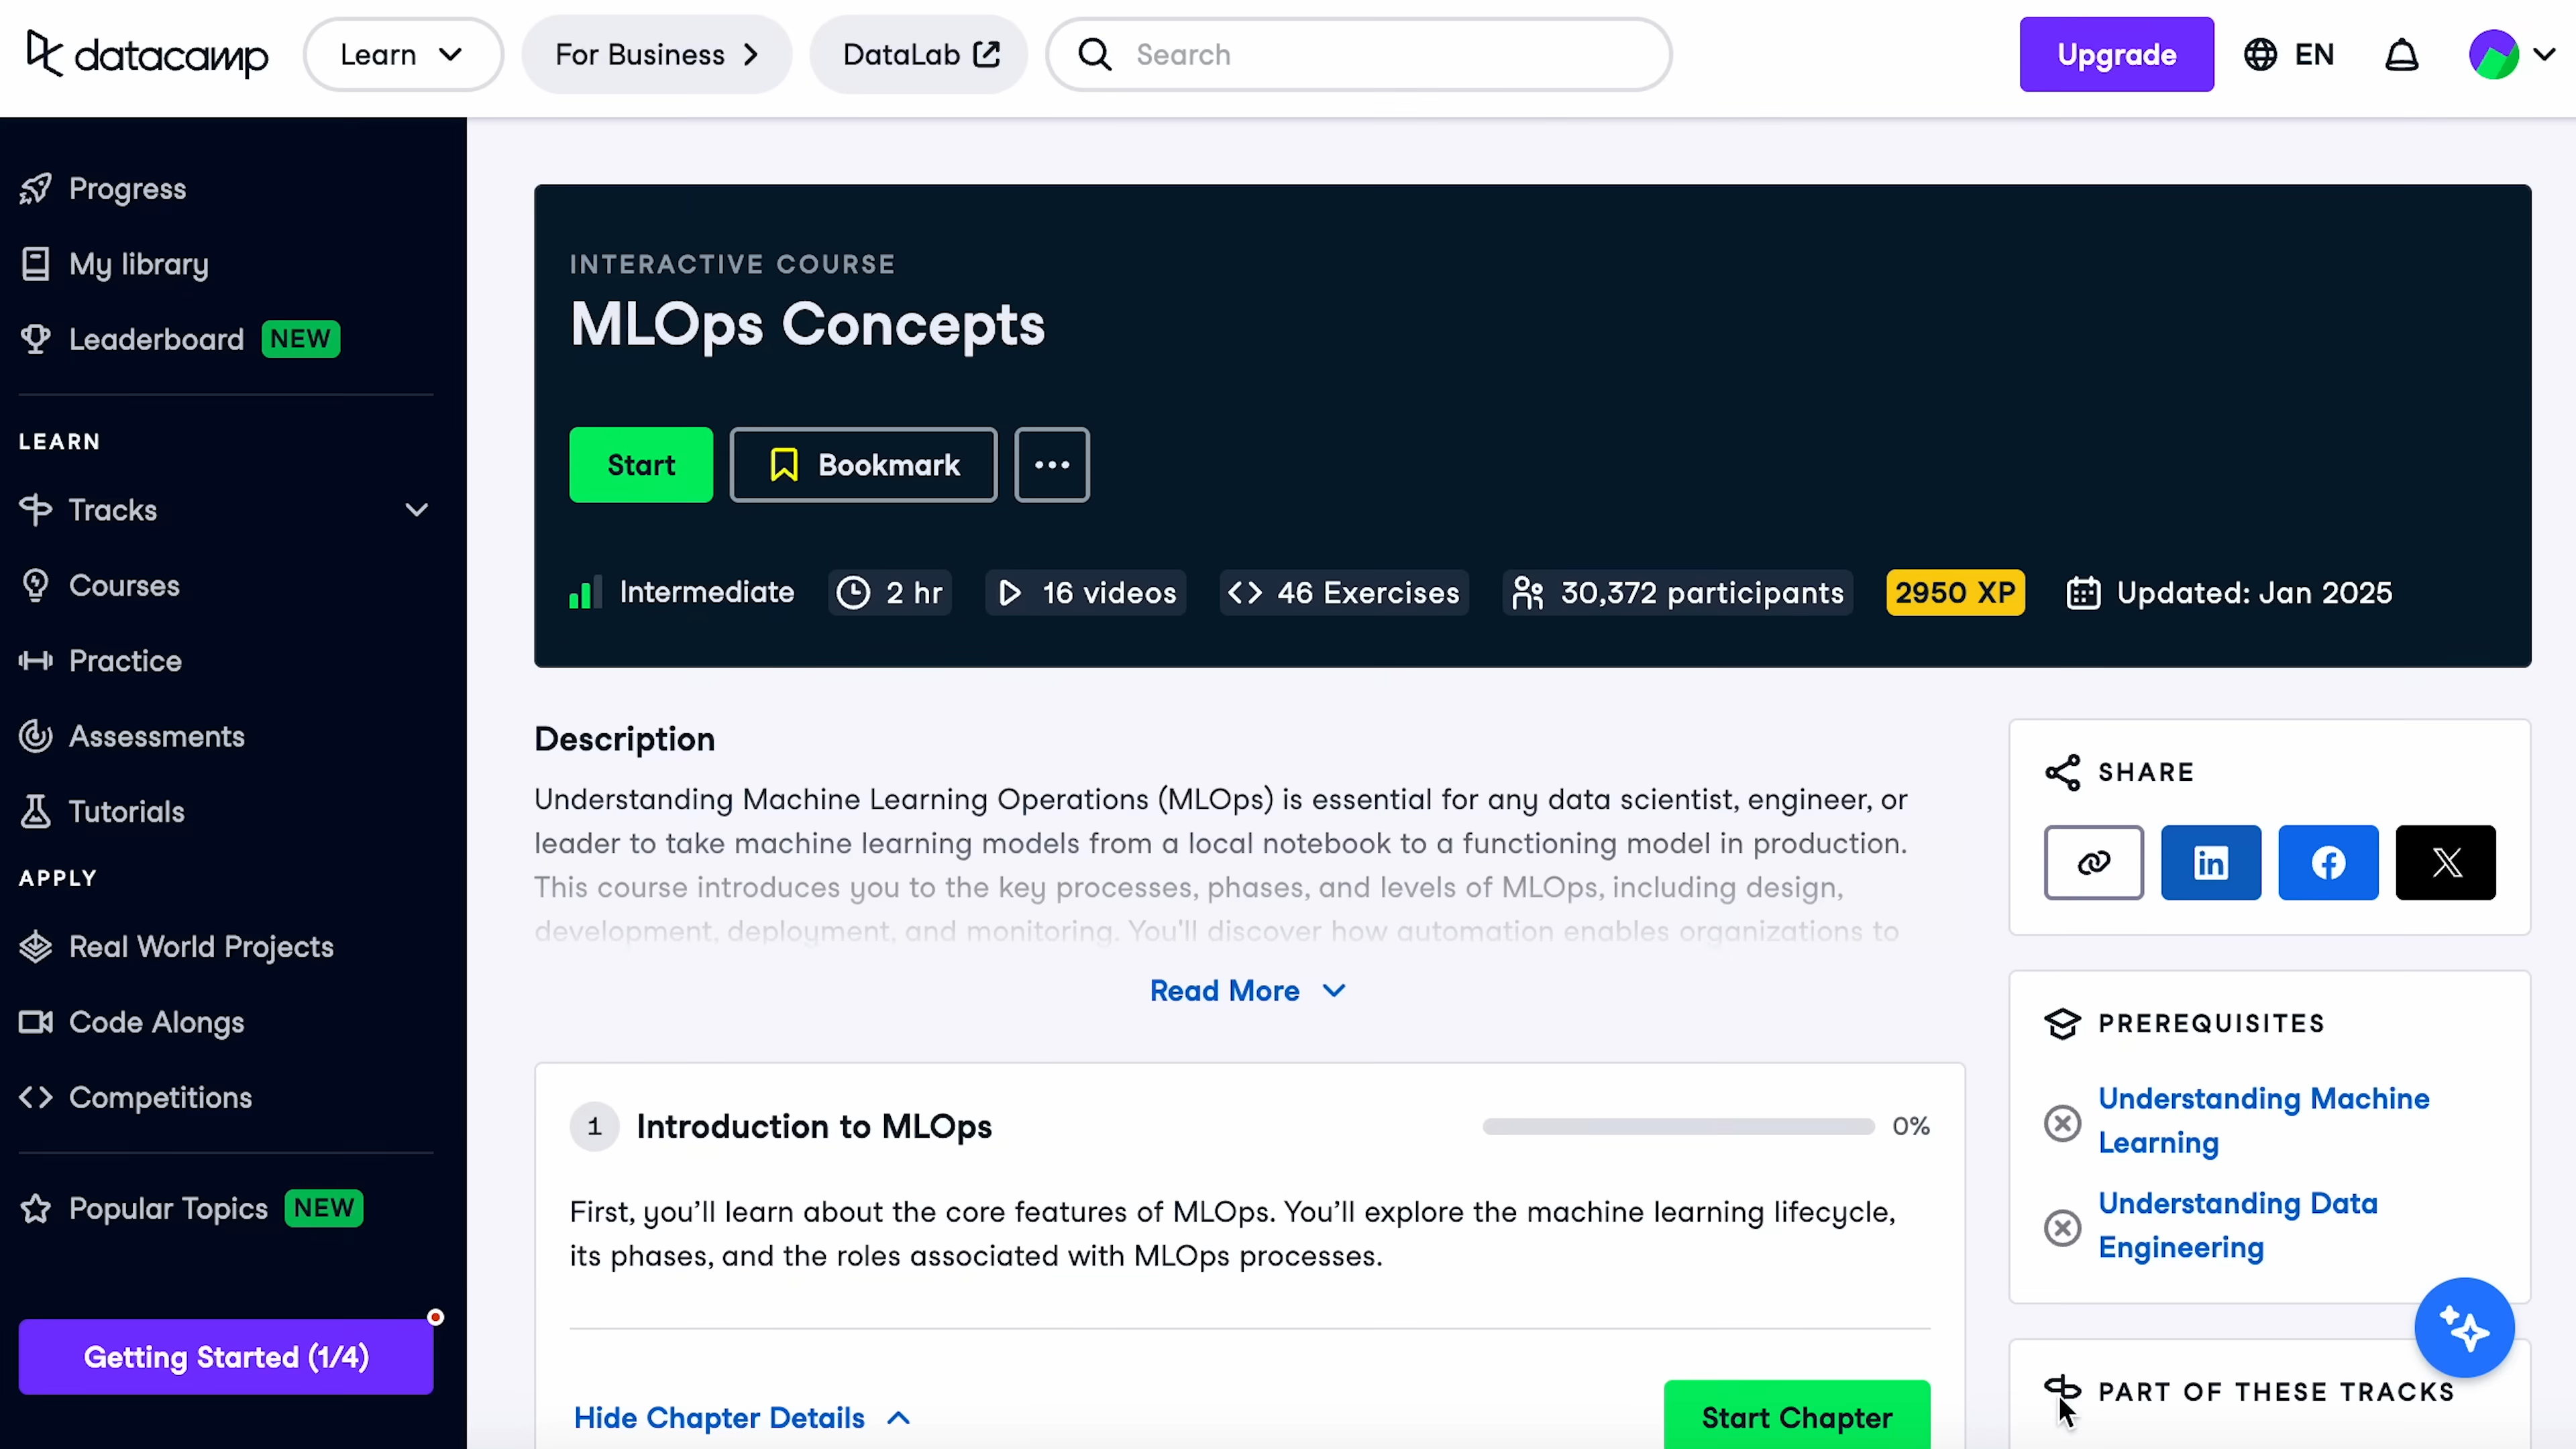 datacamp
Learn
For Business
DataLab
Search
Upgrade
EN
Progress
My library
Leaderboard NEW
LEARN
Tracks
Courses
Practice
Assessments
Tutorials
APPLY
Real World Projects
Code Alongs
Competitions
Popular Topics NEW
Getting Started (1/4)
INTERACTIVE COURSE
MLOps Concepts
Start
Bookmark
Intermediate
2 hr
16 videos
46 Exercises
30,372 participants
2950 XP
Updated: Jan 2025
Description
Understanding Machine Learning Operations (MLOps) is essential for any data scientist, engineer, or
leader to take machine learning models from a local notebook to a functioning model in production.
This course introduces you to the key processes, phases, and levels of MLOps, including design,
development, deployment, and monitoring. You'll discover how automation enables organizations to
Read More
1 Introduction to MLOps
0%
First, you’ll learn about the core features of MLOps. You’ll explore the machine learning lifecycle,
its phases, and the roles associated with MLOps processes.
Hide Chapter Details
Start Chapter
SHARE
PREREQUISITES
Understanding Machine
Learning
Understanding Data
Engineering
PART OF THESE TRACKS